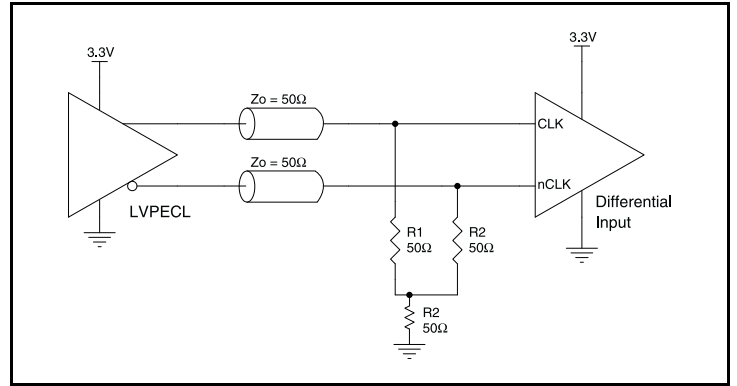 3.3V
3.3V
Zo = 50Ω
CLK
Zo = 50Ω
nCLK
LVPECL
Differential
Input
R1
50Ω
R2
50Ω
R2
50Ω